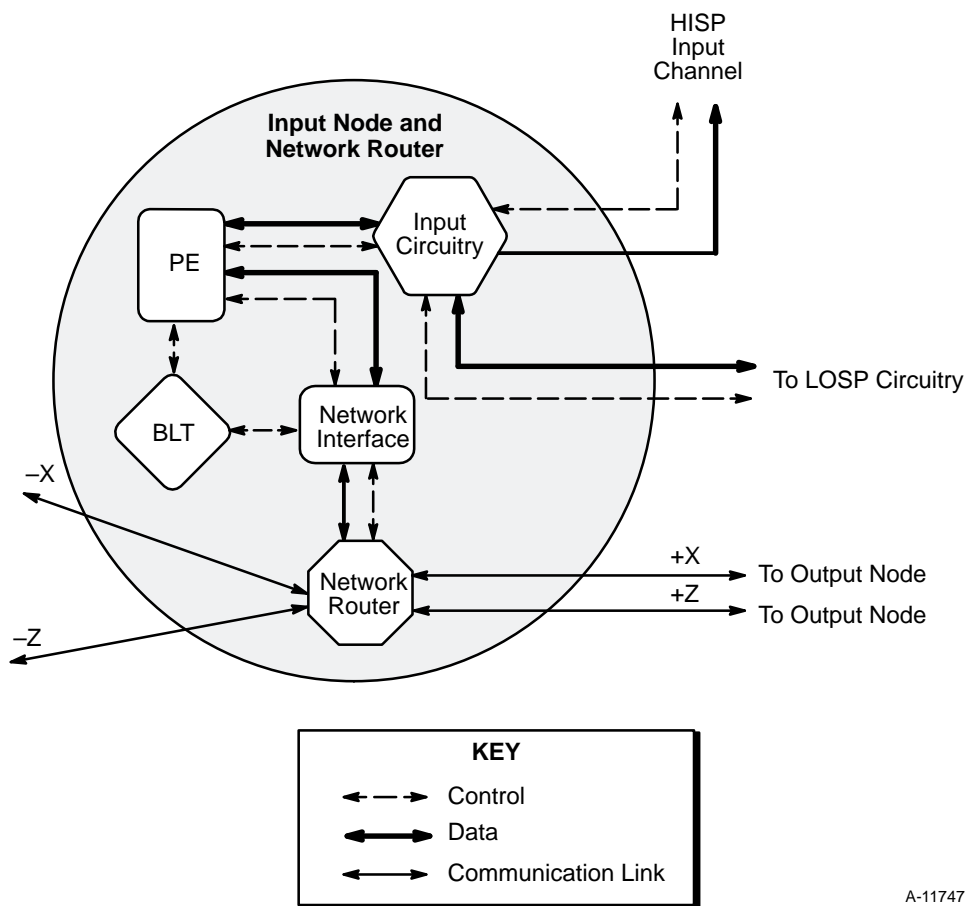 HISP
Input
Channel
Input Node and
Network Router
Input
Circuitry
PE
To LOSP Circuitry
Network
Interface
BLT
–X
+X
To Output Node
Network
Router
+Z
To Output Node
–Z
KEY
Control
Data
Communication Link
A-11747